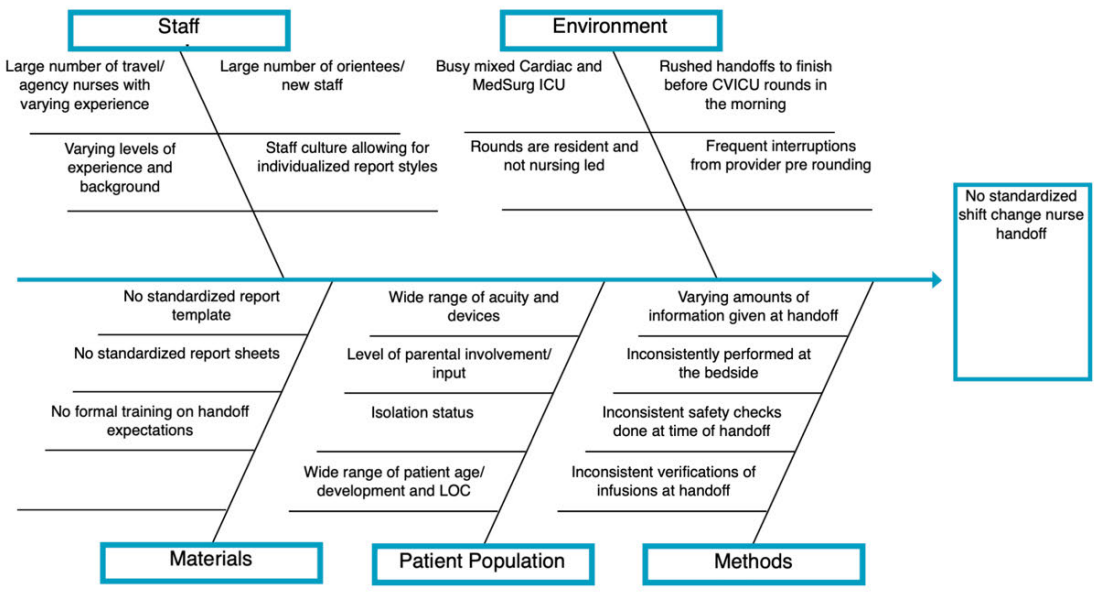 Staff
.
Environment
Large number of travel/
agency nurses with
varying experience
Large number of orientees/
new staff
Busy mixed Cardiac and
MedSurg ICU
Rushed handoffs to finish
before CVICU rounds in
the morning
Varying levels of
experience and
background
Staff culture allowing for
individualized report styles
Rounds are resident and
not nursing led
Frequent interruptions
from provider pre rounding
No standardized
shift change nurse
handoff
No standardized report
template
No standardized report sheets
No formal training on handoff
expectations
Wide range of acuity and
devices
Level of parental involvement/
input
Isolation status
Wide range of patient age/
development and LOC
Varying amounts of
information given at handoff
Inconsistently performed at
the bedside
Inconsistent safety checks
done at time of handoff
Inconsistent verifications of
infusions at handoff
Materials
Patient Population
Methods